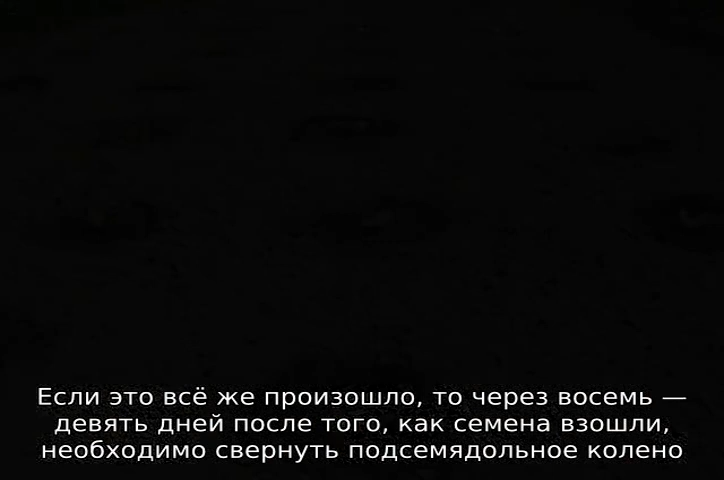 Если это всё же произошло, то через восемь —
девять дней после того, как семена взошли,
необходимо свернуть подсемядольное колено